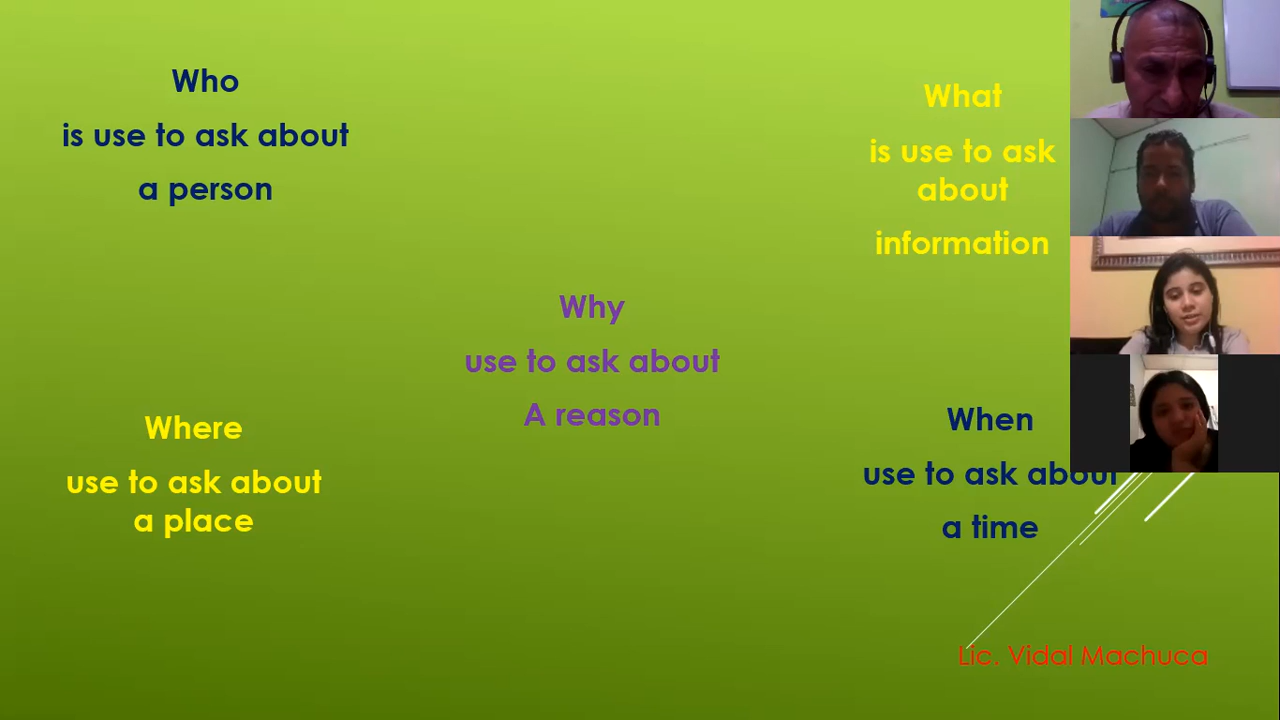 Who
is use to ask about
a person
What
is use to ask
about
information
Why
use to ask about
A reason
Where
use to ask about
a place
When
use to ask about
a time
Lic. Vidal Machuca